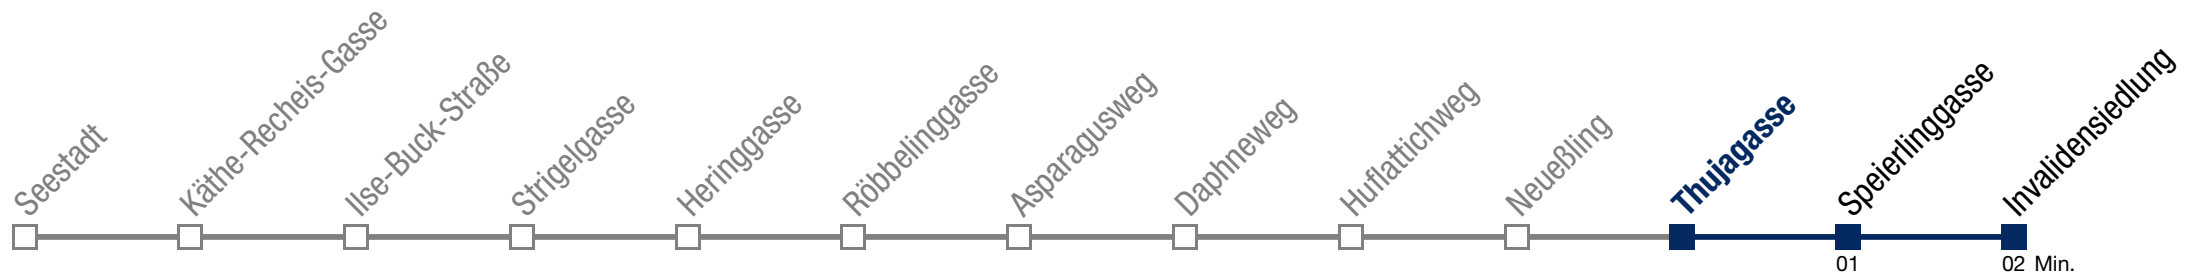 Seestadt
Käthe-Recheis-Gasse
Ilse-Buck-Straße
Strigelgasse
Heringgasse
Röbbelinggasse
Asparagusweg
Daphneweg
Huflattichweg
Neueßling
Thujagasse
Speierlinggasse
Invalidensiedlung
01
02 Min.